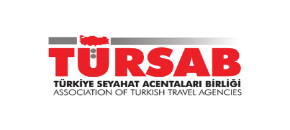 TÜRSAB
TÜRKİYE SEYAHAT ACENTALARI BİRLİĞİ
ASSOCIATION OF TURKISH TRAVEL AGENCIES